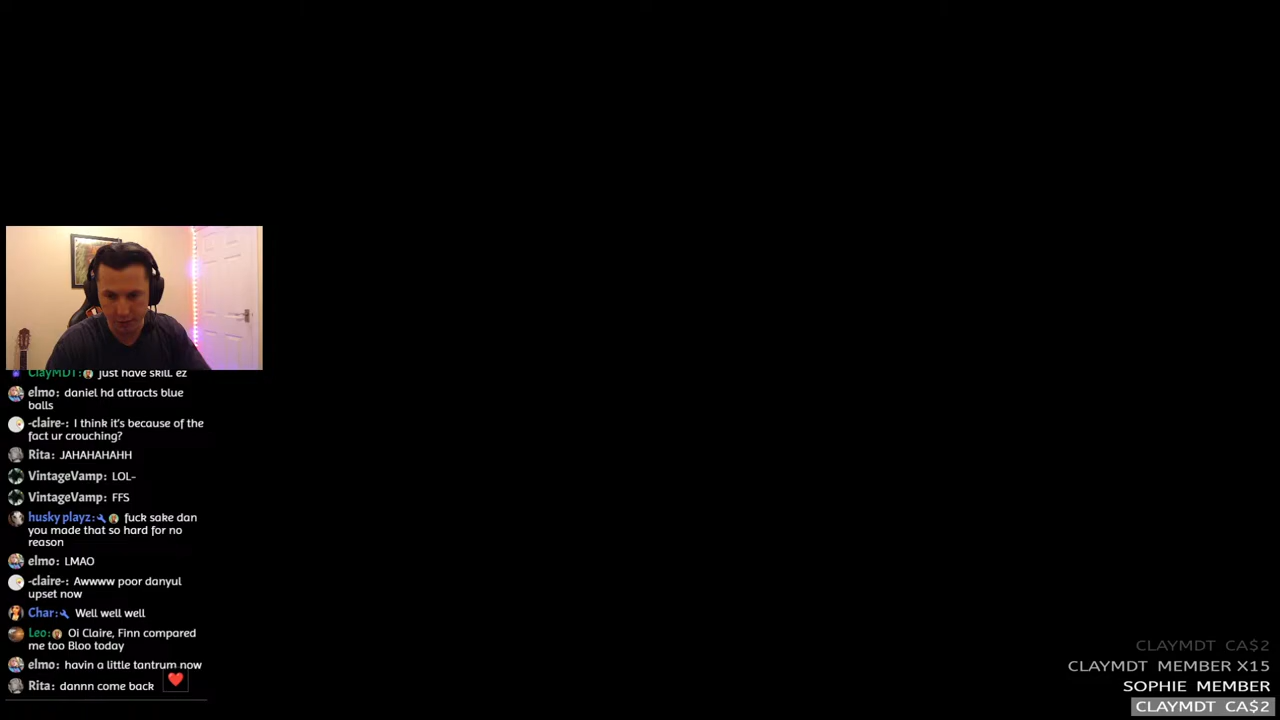 ClayMDT: just have skill ez
elmo: daniel hd attracts blue
balls
-claire-: I think it's because of the
fact ur crouching?
Rita: JAHAHAHAHH
VintageVamp: LOL-
VintageVamp: FFS
husky playz: fuck sake dan
you made that so hard for no
reason
elmo: LMAO
-claire-: Awwww poor danyul
upset now
Char: Well well well
Leo: Oi Claire, Finn compared
me too Bloo today
elmo: havin a little tantrum now
Rita: dannn come back
CLAYMDT CA$2
CLAYMDT MEMBER X15
SOPHIE MEMBER
CLAYMDT CA$2